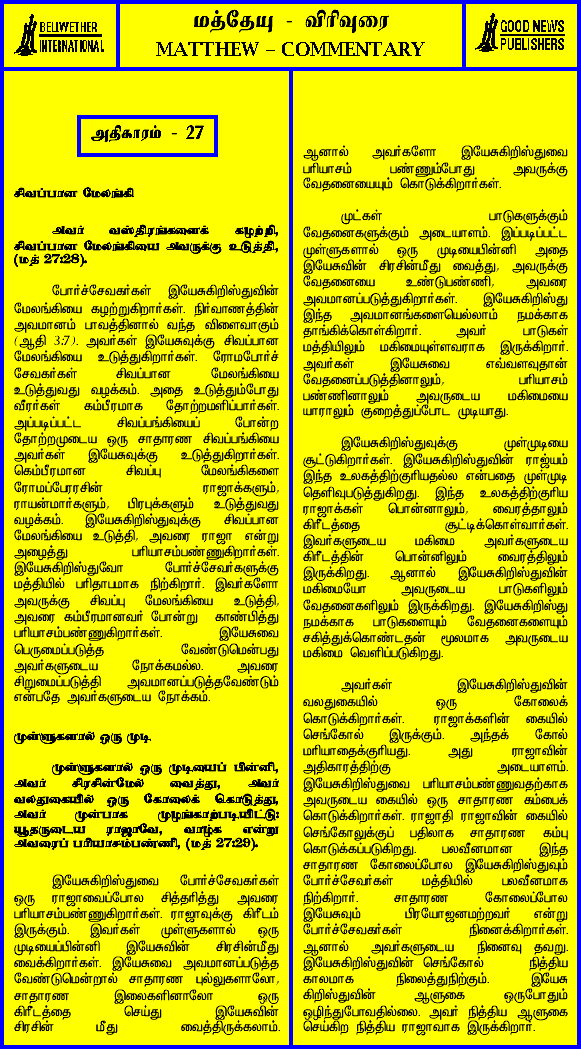 BELLWETHER
INTERNATIONAL
மத்தேயு - விரிவுரை
MATTHEW – COMMENTARY
GOOD NEWS
PUBLISHERS
அதிகாரம் - 27
சிவப்பான மேலங்கி
அவர் வஸ்திரங்களைக் கழற்றி,
சிவப்பான மேலங்கியை அவருக்கு உடுத்தி,
(மத் 27:28).
போர்ச்சேவகர்கள் இயேசுகிறிஸ்துவின்
மேலங்கியை கழற்றுகிறார்கள். நிர்வாணத்தின்
அவமானம் பாவத்தினால் வந்த விளைவாகும்
(ஆதி 3:7). அவர்கள் இயேசுவுக்கு சிவப்பான
மேலங்கியை உடுத்துகிறார்கள். ரோமபோர்ச்
சேவகர்கள் சிவப்பான மேலங்கியை
உடுத்துவது வழக்கம். அதை உடுத்தும்போது
வீரர்கள் கம்பீரமாக தோற்றமளிப்பார்கள்.
அப்படிப்பட்ட சிவப்பங்கியைப் போன்ற
தோற்றமுடைய ஒரு சாதாரண சிவப்பங்கியை
அவர்கள் இயேசுவுக்கு உடுத்துகிறார்கள்.
கெம்பீரமான சிவப்பு மேலங்கிகளை
ரோமப்பேரரசின் ராஜாக்களும்,
ராயன்மார்களும், பிரபுக்களும் உடுத்துவது
வழக்கம். இயேசுகிறிஸ்துவுக்கு சிவப்பான
மேலங்கியை உடுத்தி, அவரை ராஜா என்று
அழைத்து பரியாசம்பண்ணுகிறார்கள்.
இயேசுகிறிஸ்துவோ போர்ச்சேவர்களுக்கு
மத்தியில் பரிதாபமாக நிற்கிறார். இவர்களோ
அவருக்கு சிவப்பு மேலங்கியை உடுத்தி,
அவரை கம்பீரமானவர் போன்று காண்பித்து
பரியாசம்பண்ணுகிறார்கள். இயேசுவை
பெருமைப்படுத்த வேண்டுமென்பது
அவர்களுடைய நோக்கமல்ல. அவரை
சிறுமைப்படுத்தி அவமானப்படுத்தவேண்டும்
என்பதே அவர்களுடைய நோக்கம்.
முள்ளுகளால் ஒரு முடி.
முள்ளுகளால் ஒரு முடியைப் பின்னி,
அவர் சிரசின்மேல் வைத்து, அவர்
வலதுகையில் ஒரு கோலைக் கொடுத்து,
அவர் முன்பாக முழங்காற்படியிட்டு:
யூதருடைய ராஜாவே, வாழ்க என்று
அவரைப் பரியாசம்பண்ணி, (மத் 27:29).
இயேசுகிறிஸ்துவை போர்ச்சேவகர்கள்
ஒரு ராஜாவைப்போல சித்தரித்து அவரை
பரியாசம்பண்ணுகிறார்கள். ராஜாவுக்கு கிரீடம்
இருக்கும். இவர்கள் முள்ளுகளால் ஒரு
முடியைப்பின்னி இயேசுவின் சிரசின்மீது
வைக்கிறார்கள். இயேசுவை அவமானப்படுத்த
வேண்டுமென்றால் சாதாரண புல்லுகளாலோ,
சாதாரண இலைகளினாலோ ஒரு
கிரீடத்தை செய்து இயேசுவின்
சிரசின் மீது வைத்திருக்கலாம்.
ஆனால் அவர்களோ இயேசுகிறிஸ்துவை
பரியாசம் பண்ணும்போது அவருக்கு
வேதனையையும் கொடுக்கிறார்கள்.
முட்கள் பாடுகளுக்கும்
வேதனைகளுக்கும் அடையாளம். இப்படிப்பட்ட
முள்ளுகளால் ஒரு முடியைபின்னி அதை
இயேசுவின் சிரசின்மீது வைத்து, அவருக்கு
வேதனையை உண்டுபண்ணி, அவரை
அவமானப்படுத்துகிறார்கள். இயேசுகிறிஸ்து
இந்த அவமானங்களையெல்லாம் நமக்காக
தாங்கிக்கொள்கிறார். அவர் பாடுகள்
மத்தியிலும் மகிமையுள்ளவராக இருக்கிறார்.
அவர்கள் இயேசுவை எவ்வளவுதான்
வேதனைப்படுத்தினாலும், பரியாசம்
பண்ணினாலும் அவருடைய மகிமையை
யாராலும் குறைத்துப்போட முடியாது.
இயேசுகிறிஸ்துவுக்கு முள்முடியை
சூட்டுகிறார்கள். இயேசுகிறிஸ்துவின் ராஜ்யம்
இந்த உலகத்திற்குரியதல்ல என்பதை முள்முடி
தெளிவுபடுத்துகிறது. இந்த உலகத்திற்குரிய
ராஜாக்கள் பொன்னாலும், வைரத்தாலும்
கிரீடத்தை சூட்டிக்கொள்வார்கள்.
இவர்களுடைய மகிமை அவர்களுடைய
கிரீடத்தின் பொன்னிலும் வைரத்திலும்
இருக்கிறது. ஆனால் இயேசுகிறிஸ்துவின்
மகிமையோ அவருடைய பாடுகளிலும்
வேதனைகளிலும் இருக்கிறது. இயேசுகிறிஸ்து
நமக்காக பாடுகளையும் வேதனைகளையும்
சகித்துக்கொண்டதன் மூலமாக அவருடைய
மகிமை வெளிப்படுகிறது.
அவர்கள் இயேசுகிறிஸ்துவின்
வலதுகையில் ஒரு கோலைக்
கொடுக்கிறார்கள். ராஜாக்களின் கையில்
செங்கோல் இருக்கும். அந்தக் கோல்
மரியாதைக்குரியது. அது ராஜாவின்
அதிகாரத்திற்கு அடையாளம்.
இயேசுகிறிஸ்துவை பரியாசம்பண்ணுவதற்காக
அவருடைய கையில் ஒரு சாதாரண கம்பைக்
கொடுக்கிறார்கள். ராஜாதி ராஜாவின் கையில்
செங்கோலுக்குப் பதிலாக சாதாரண கம்பு
கொடுக்கப்படுகிறது. பலவீனமான இந்த
சாதாரண கோலைப்போல இயேசுகிறிஸ்துவும்
போர்ச்சேவர்கள் மத்தியில் பலவீனமாக
நிற்கிறார். சாதாரண கோலைப்போல
இயேசுவும் பிரயோஜனமற்றவர் என்று
போர்ச்சேவகர்கள் நினைக்கிறார்கள்.
ஆனால் அவர்களுடைய நினைவு தவறு.
இயேசுகிறிஸ்துவின் செங்கோல் நித்திய
காலமாக நிலைத்துநிற்கும். இயேசு
கிறிஸ்துவின் ஆளுகை ஒருபோதும்
ஒழிந்துபோவதில்லை. அவர் நித்திய ஆளுகை
செய்கிற நித்திய ராஜாவாக இருக்கிறார்.